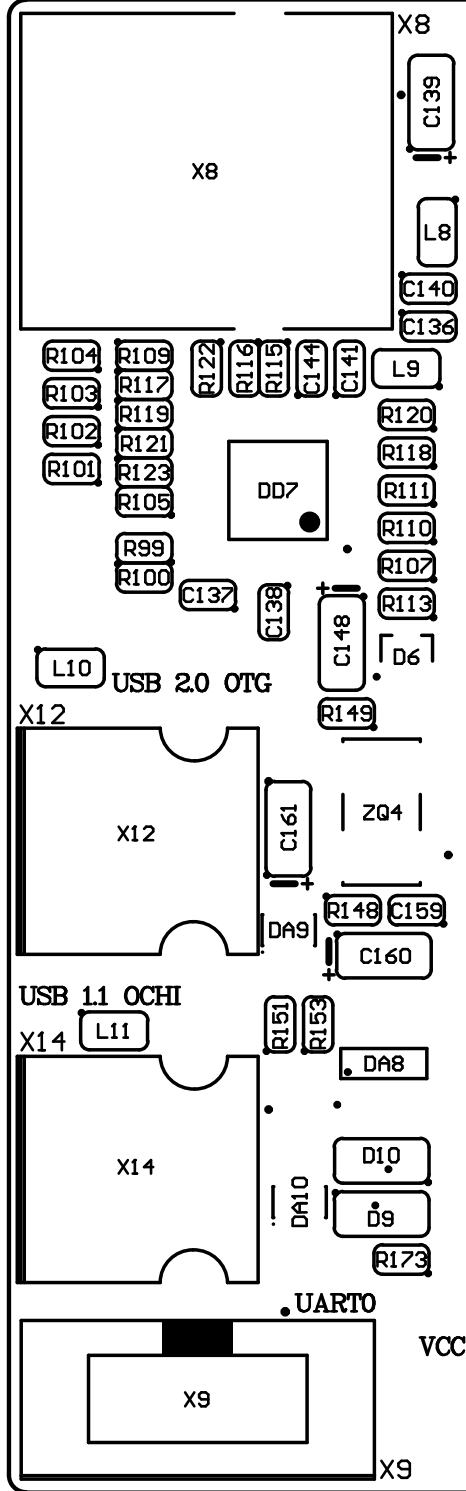 X8
C139
X8
L8
C140
C136
R104
R109
R122
R116
R115
C144
C141
L9
R103
R117
R119
R120
R102
R121
R118
R101
R123
R105
DD7
R111
R110
R99
R100
R107
C137
C138
+
C148
R113
D6
L10
USB 2.0 OTG
X12
R149
X12
C161
ZQ4
+
R148
C159
DA9
C160
+
USB 1.1 OCHI
L11
R151
R153
X14
DA8
X14
D10
DA10
D9
R173
UART0
VCC
X9
X9
+